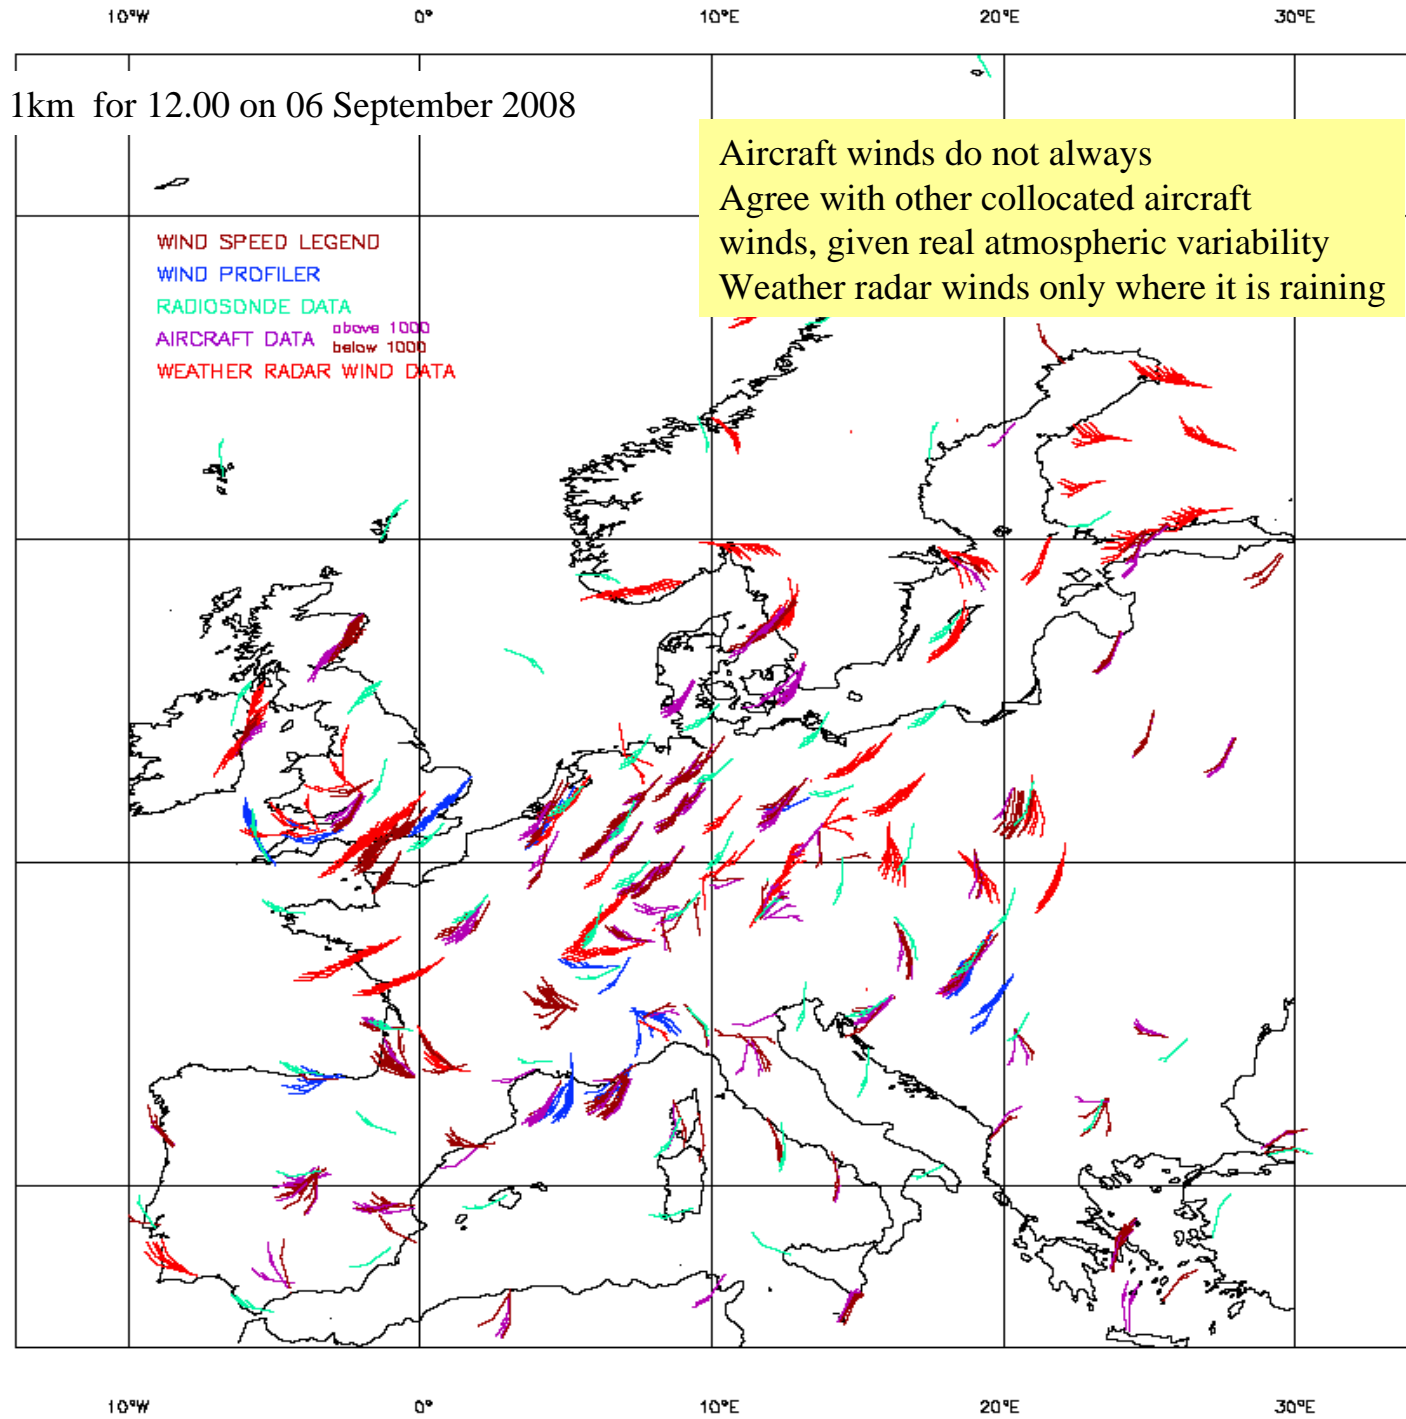 10°W 0° 10°E 20°E 30°E
1km for 12.00 on 06 September 2008
Aircraft winds do not always
Agree with other collocated aircraft
winds, given real atmospheric variability
Weather radar winds only where it is raining
WIND SPEED LEGEND
WIND PROFILER
RADIOSONDE DATA
AIRCRAFT DATA above 1000
below 1000
WEATHER RADAR WIND DATA
10°W 0° 10°E 20°E 30°E